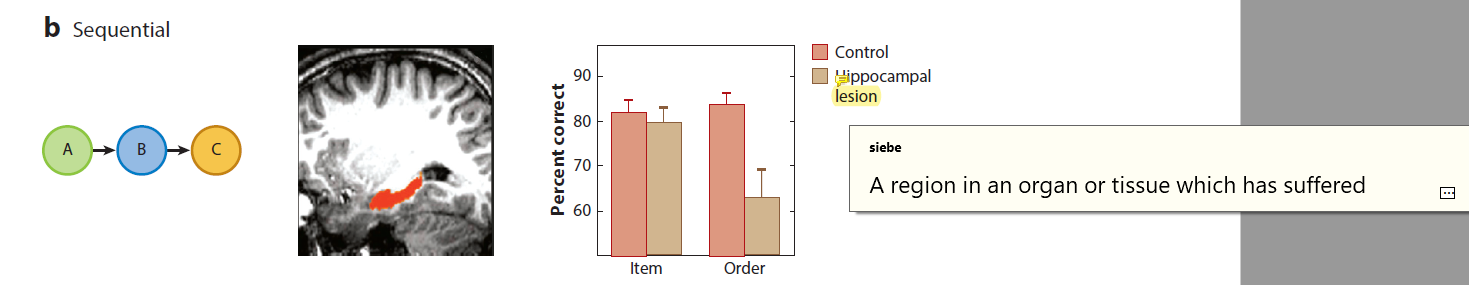 b Sequential
A B C
Percent correct
90
80
70
60
Item Order
Control
Hippocampal
lesion
siebe
A region in an organ or tissue which has suffered